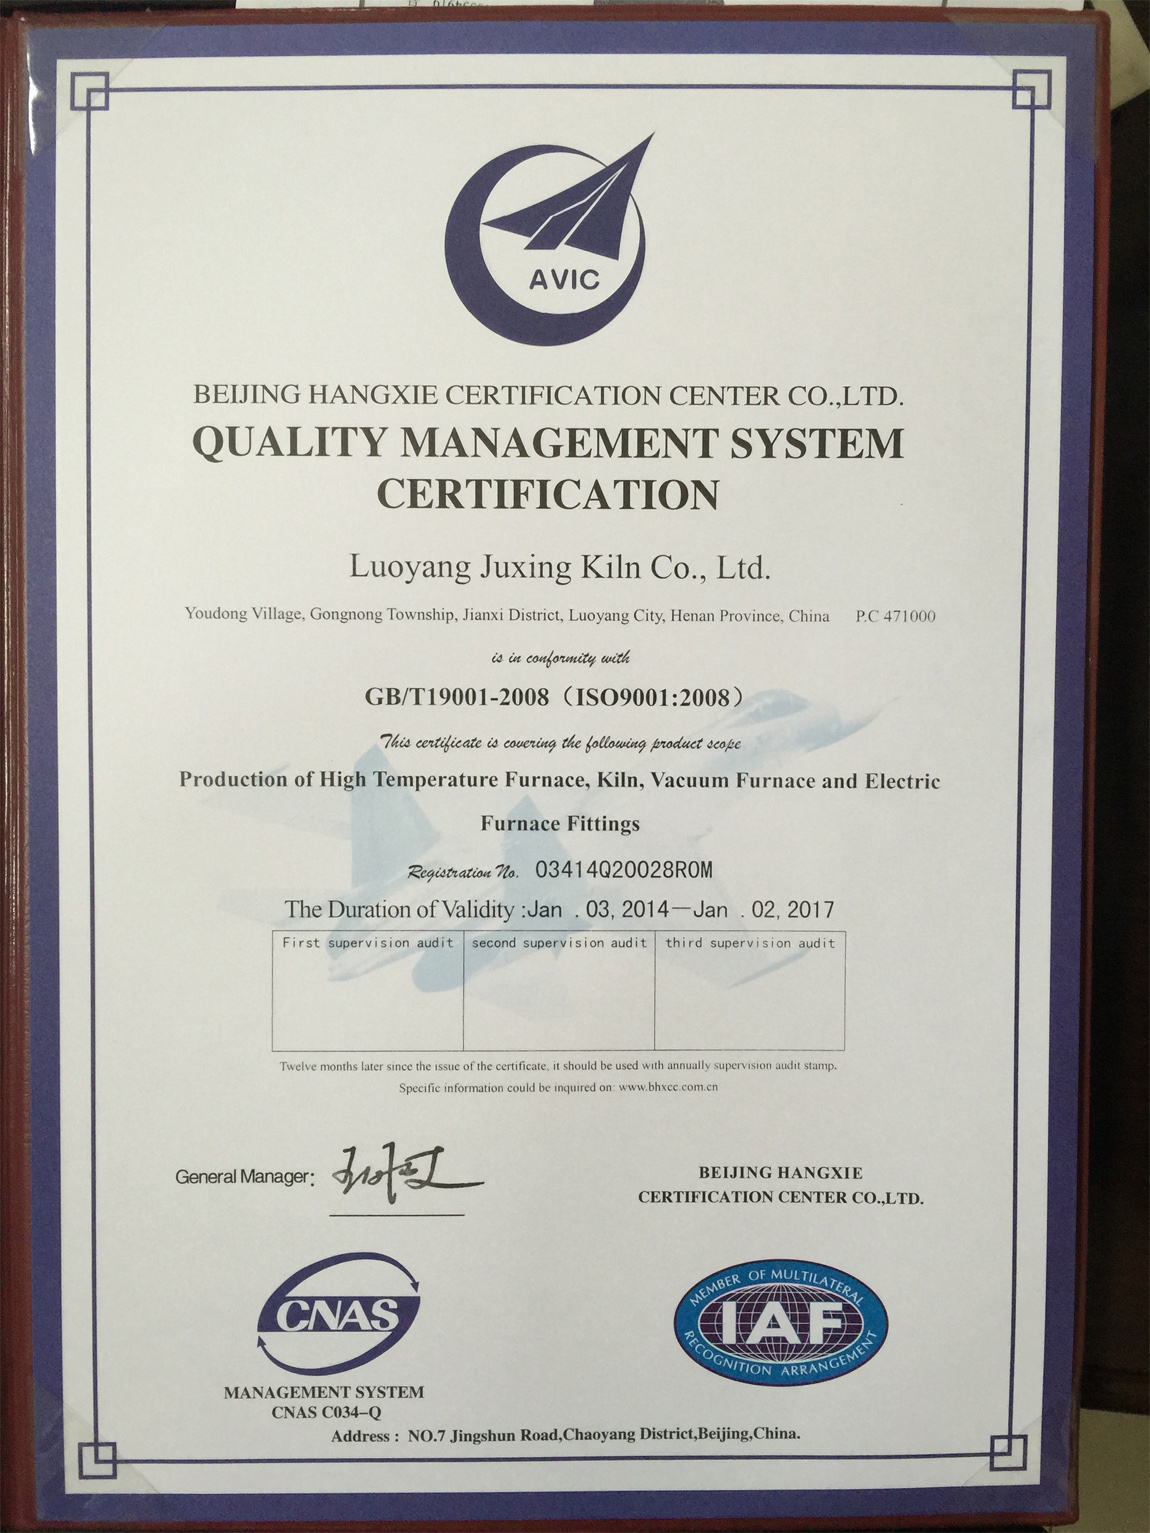 AVIC
BEIJING HANGXIE CERTIFICATION CENTER CO.,LTD.
QUALITY MANAGEMENT SYSTEM
CERTIFICATION
Luoyang Juxing Kiln Co., Ltd.
Youdong Village, Gongnong Township, Jianxi District, Luoyang City, Henan Province, China P.C 471000
is in conformity with
GB/T19001-2008（ISO9001:2008）
This certificate is covering the following product scope
Production of High Temperature Furnace, Kiln, Vacuum Furnace and Electric
Furnace Fittings
Registration No. 03414Q20028R0M
The Duration of Validity :Jan . 03, 2014—Jan . 02, 2017
First supervision audit second supervision audit third supervision audit
Twelve months later since the issue of the certificate, it should be used with annually supervision audit stamp.
Specific information could be inquired on: www.bhxcc.com.cn
General Manager:
BEIJING HANGXIE
CERTIFICATION CENTER CO.,LTD.
CNAS
MANAGEMENT SYSTEM
CNAS C034-Q
MEMBER OF MULTILATERAL
IAF
RECOGNITION ARRANGEMENT
Address : NO.7 Jingshun Road,Chaoyang District,Beijing,China.